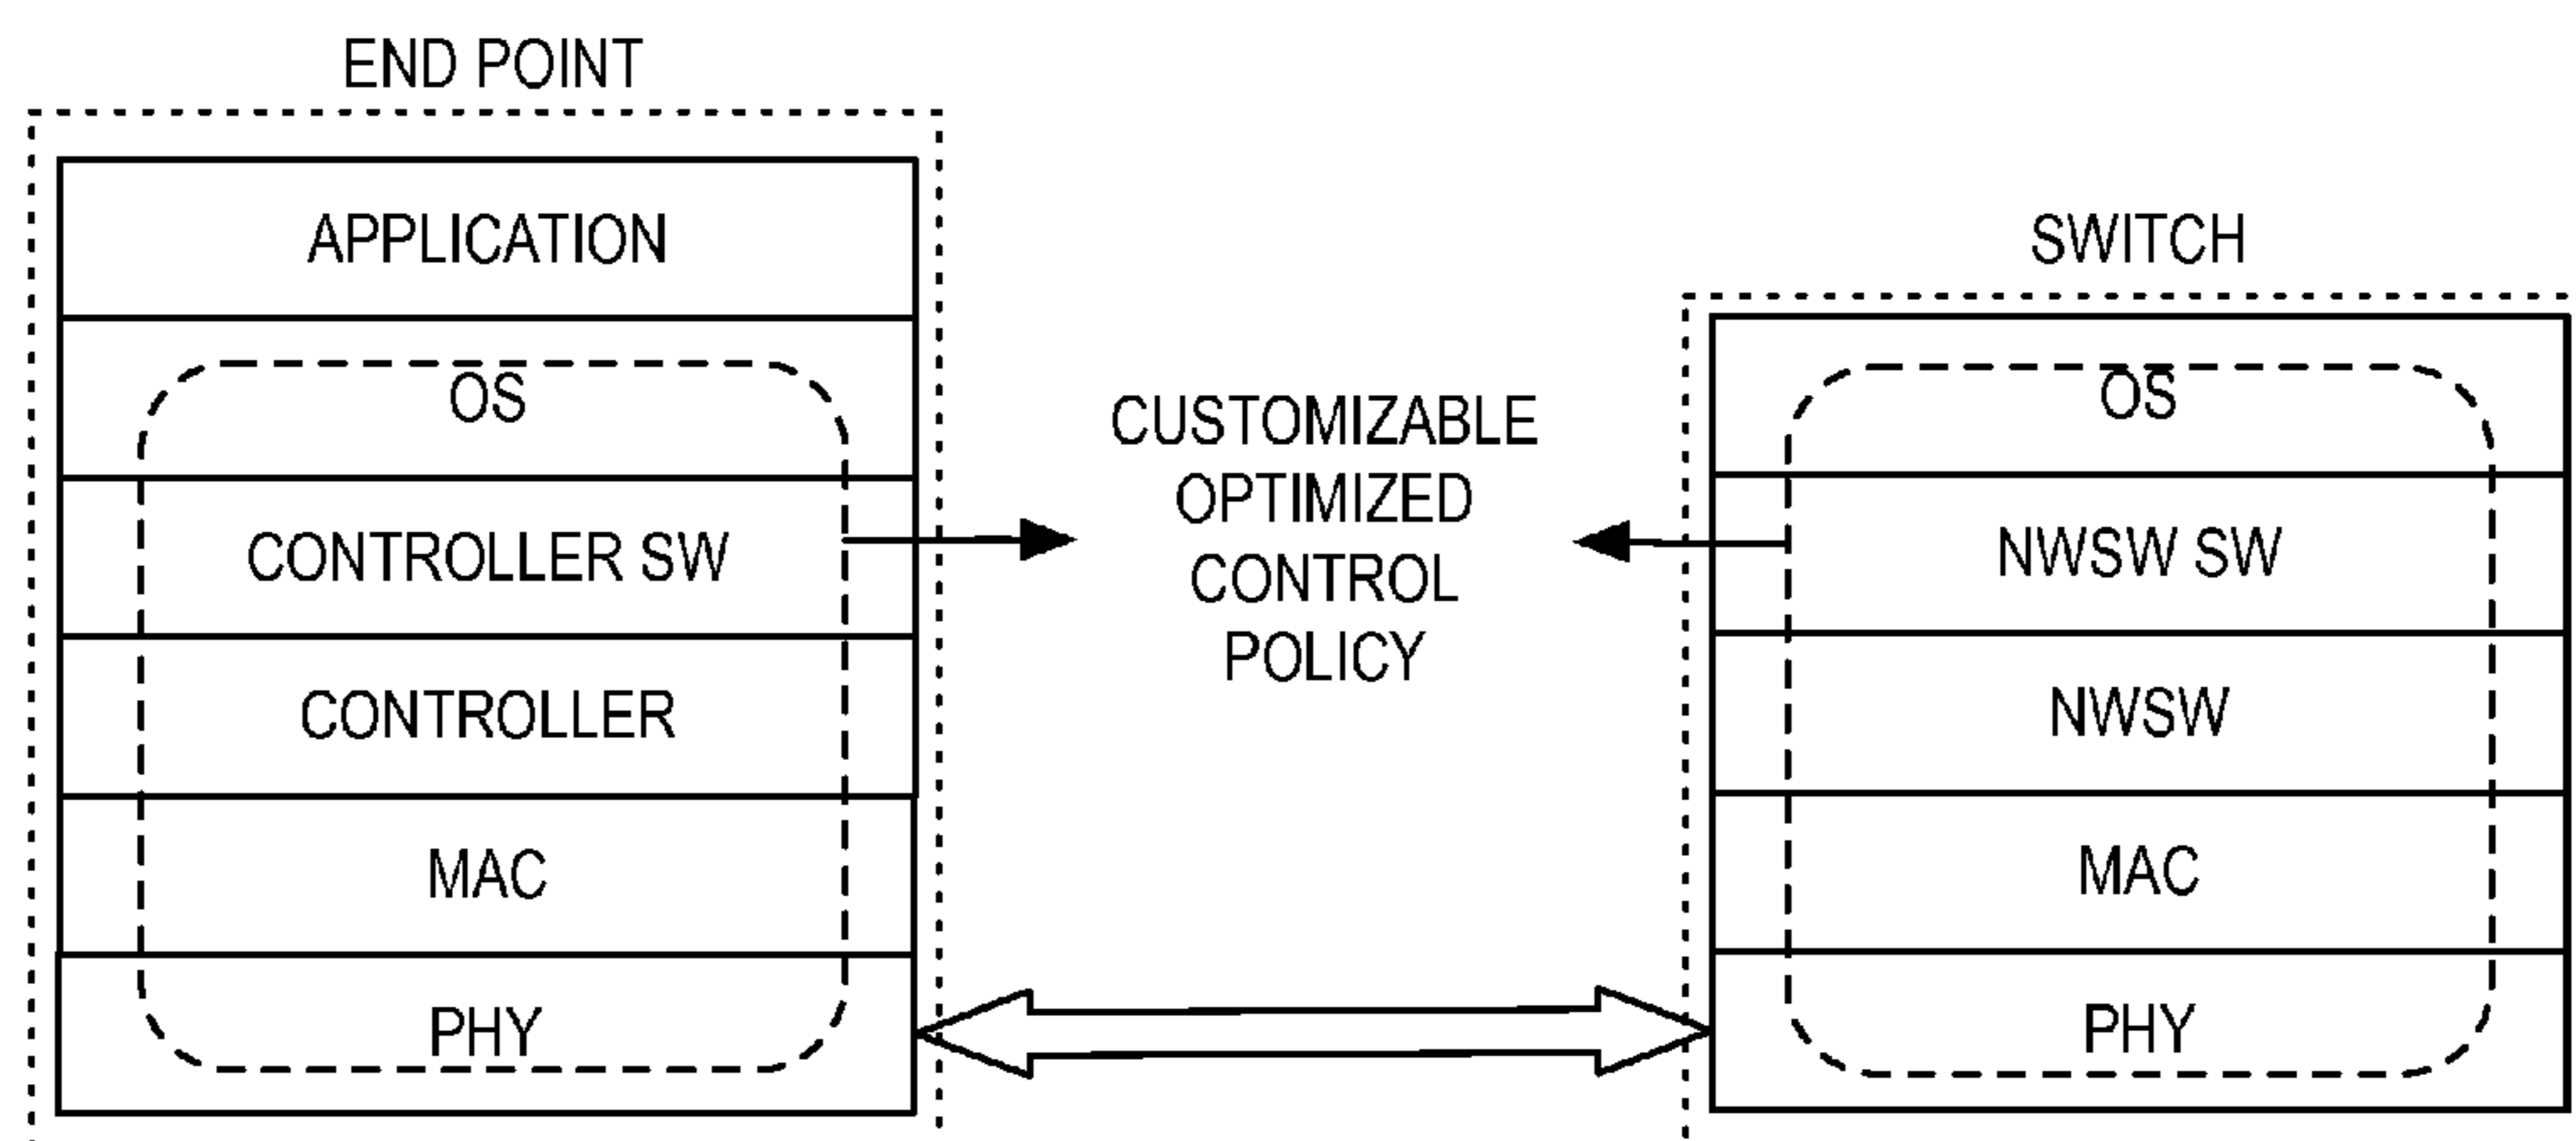 END POINT
APPLICATION
OS
CONTROLLER SW
CONTROLLER
MAC
PHY
CUSTOMIZABLE
OPTIMIZED
CONTROL
POLICY
SWITCH
OS
NWSW SW
NWSW
MAC
PHY